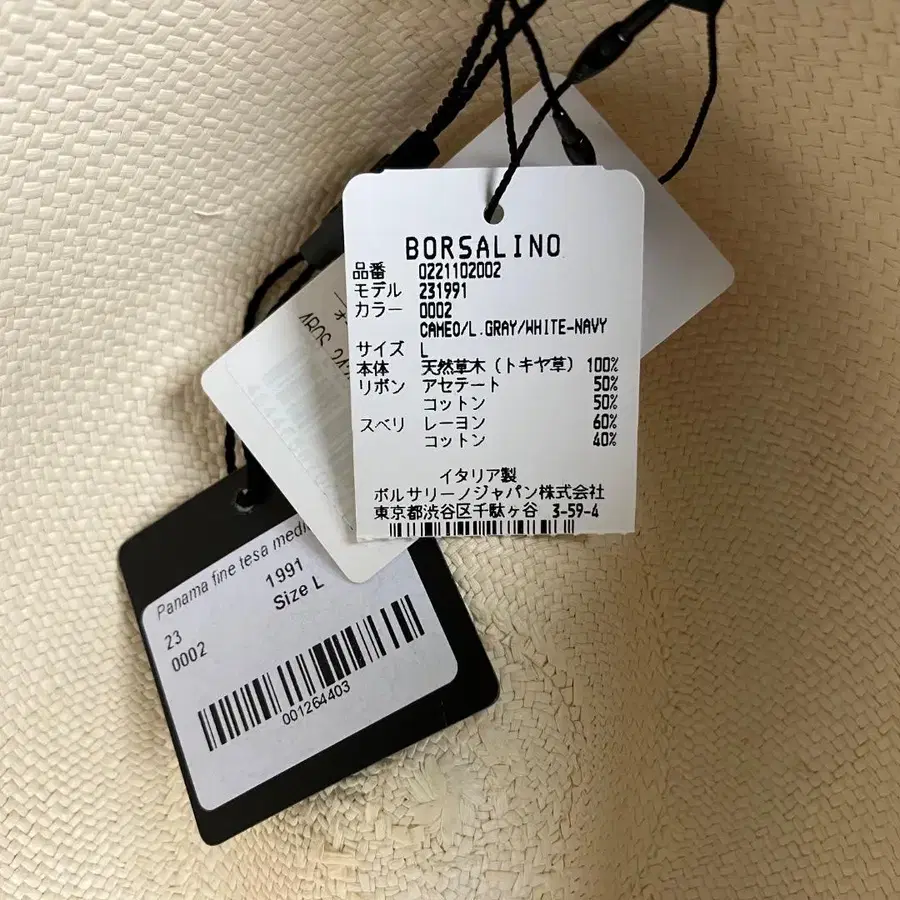 BORSALINO
品番 0221102002
モデル 231991
カラー 0002
CAMEO/L.GRAY/WHITE-NAVY
サイズ L
本体 天然草木(トキヤ草) 100%
リボン アセテート 50%
コットン 50%
スベリ レーヨン 60%
コットン 40%
イタリア製
ボルサリーノジャパン株式会社
東京都渋谷区千駄ヶ谷 3-59-4
Panama fine tesa
1991
23 Size L
0002
001264403